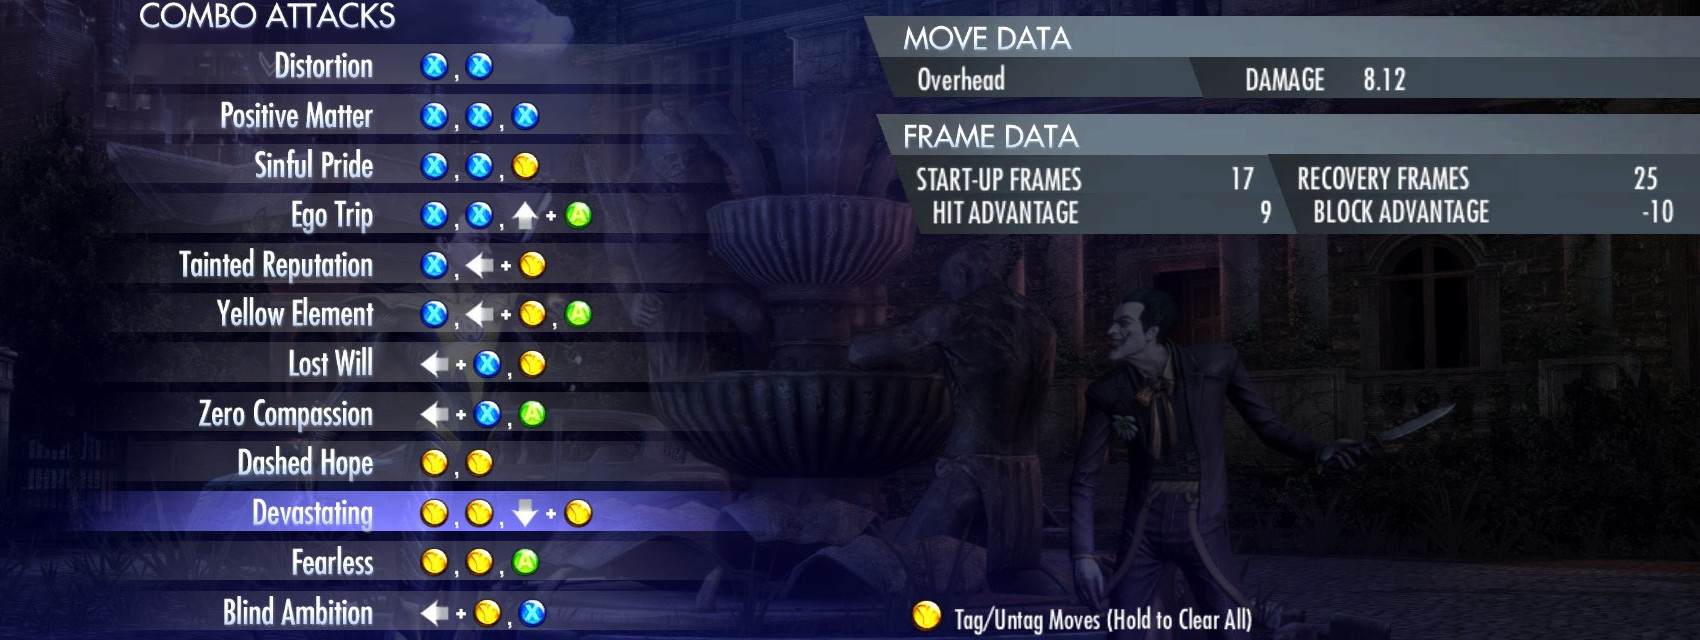 COMBO ATTACKS
Distortion X , X
Positive Matter X , X , X
Sinful Pride X , X , Y
Ego Trip X , X , + A
Tainted Reputation X , + Y
Yellow Element X , + Y , A
Lost Will + X , Y
Zero Compassion + X , A
Dashed Hope Y , Y
Devastating Y , Y , + Y
Fearless Y , Y , A
Blind Ambition + Y , X
MOVE DATA
Overhead DAMAGE 8.12
FRAME DATA
START-UP FRAMES 17 RECOVERY FRAMES 25
HIT ADVANTAGE 9 BLOCK ADVANTAGE -10
Y Tag/Untag Moves (Hold to Clear All)